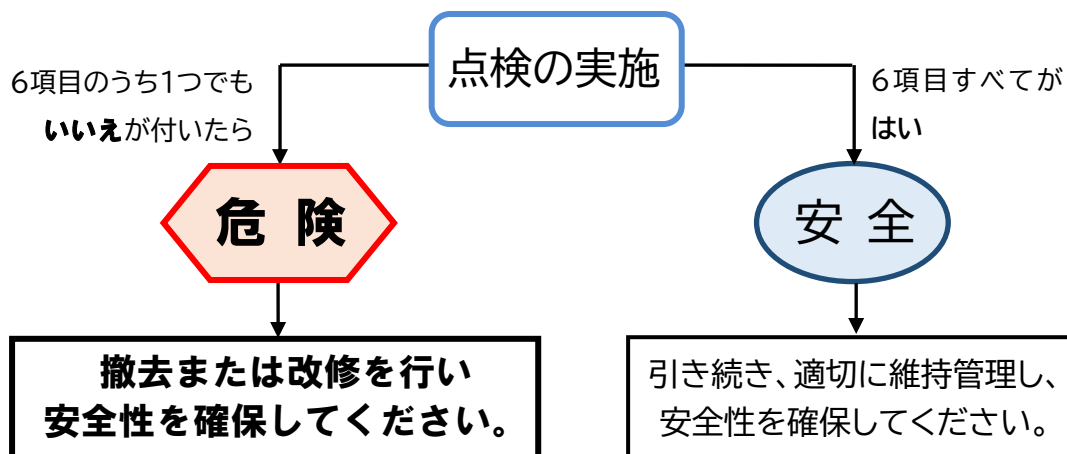 点検の実施
6項目のうち1つでも
いいえが付いたら
6項目すべてが
はい
危 険
安 全
撤去または改修を行い
安全性を確保してください。
引き続き、適切に維持管理し、
安全性を確保してください。